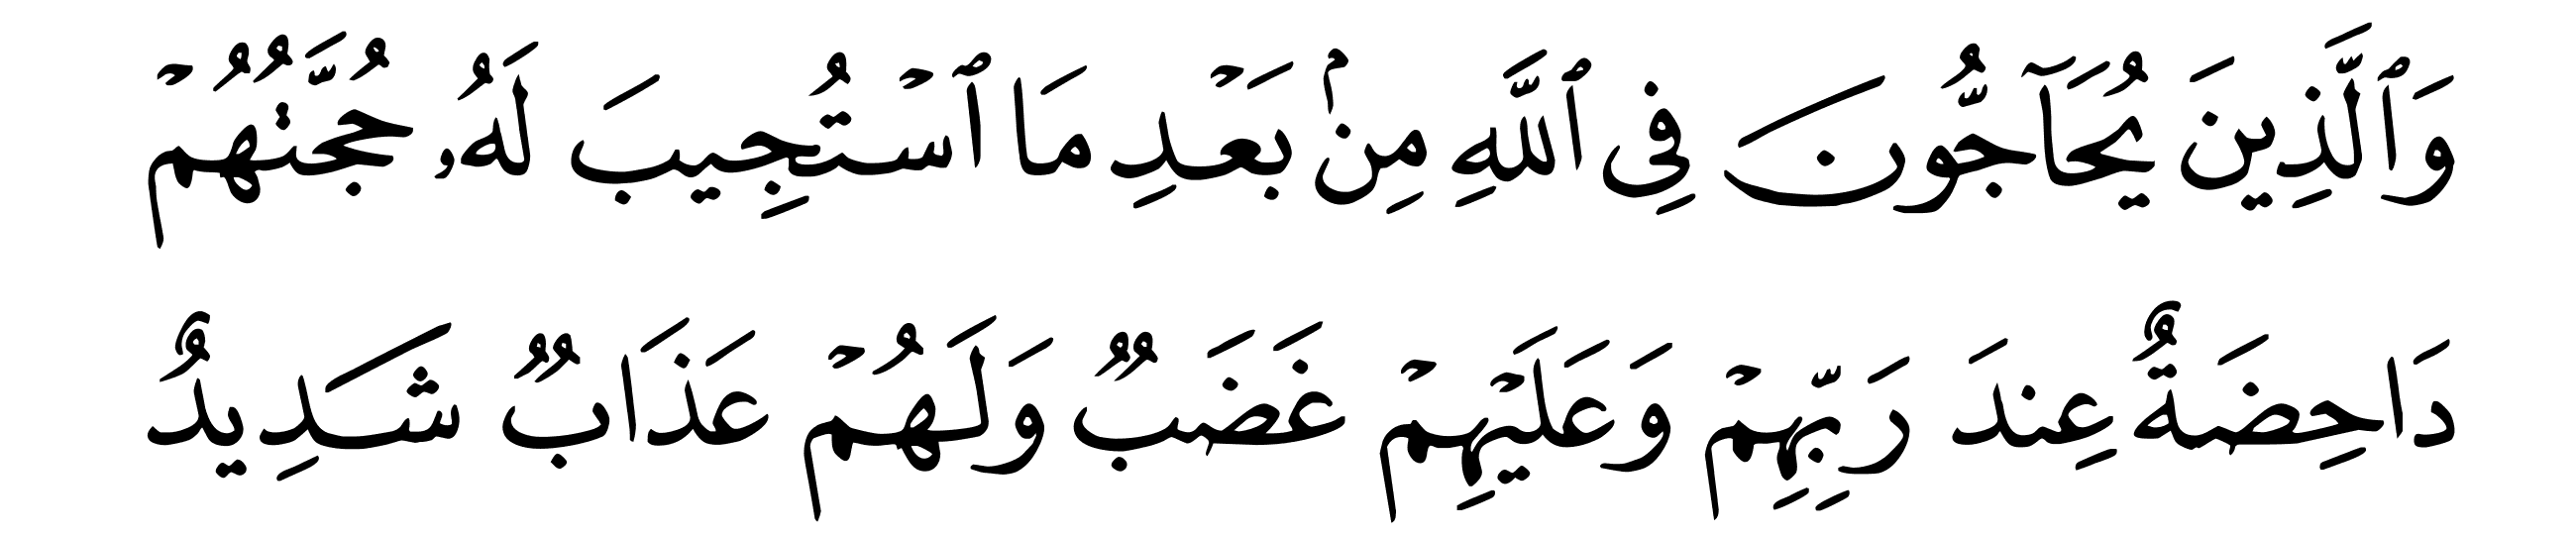 وَٱلَّذِينَ يُحَآجُّونَ فِى ٱللَّهِ مِنۢ بَعْدِ مَا ٱسْتُجِيبَ لَهُۥ حُجَّتُهُمْ
دَاحِضَةٌ عِندَ رَبِّهِمْ وَعَلَيْهِمْ غَضَبٌ وَلَهُمْ عَذَابٌ شَدِيدٌ